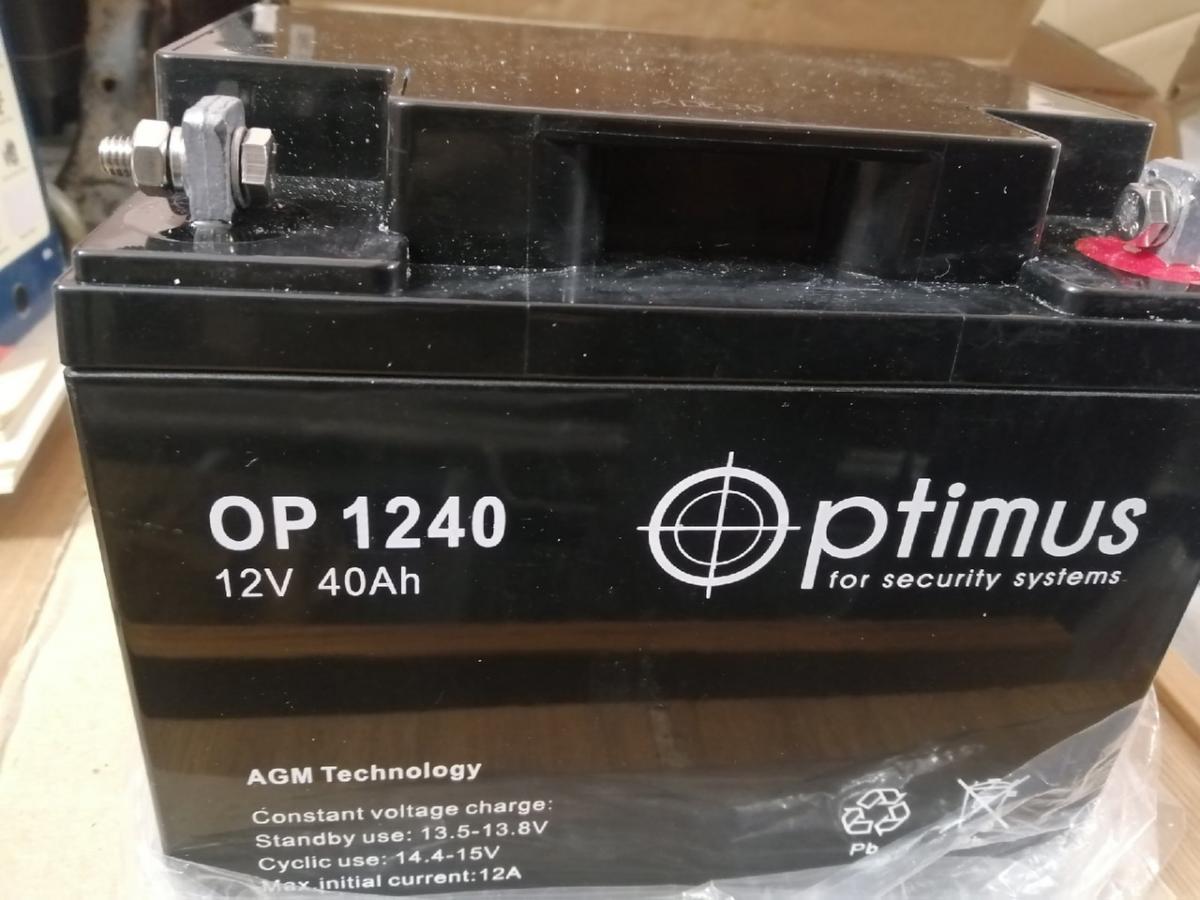 OP 1240
12V 40Ah
Optimus
for security systems
AGM Technology
Constant voltage charge:
Standby use: 13.5-13.8V
Cyclic use: 14.4-15V
Max.initial current:12A
Pb